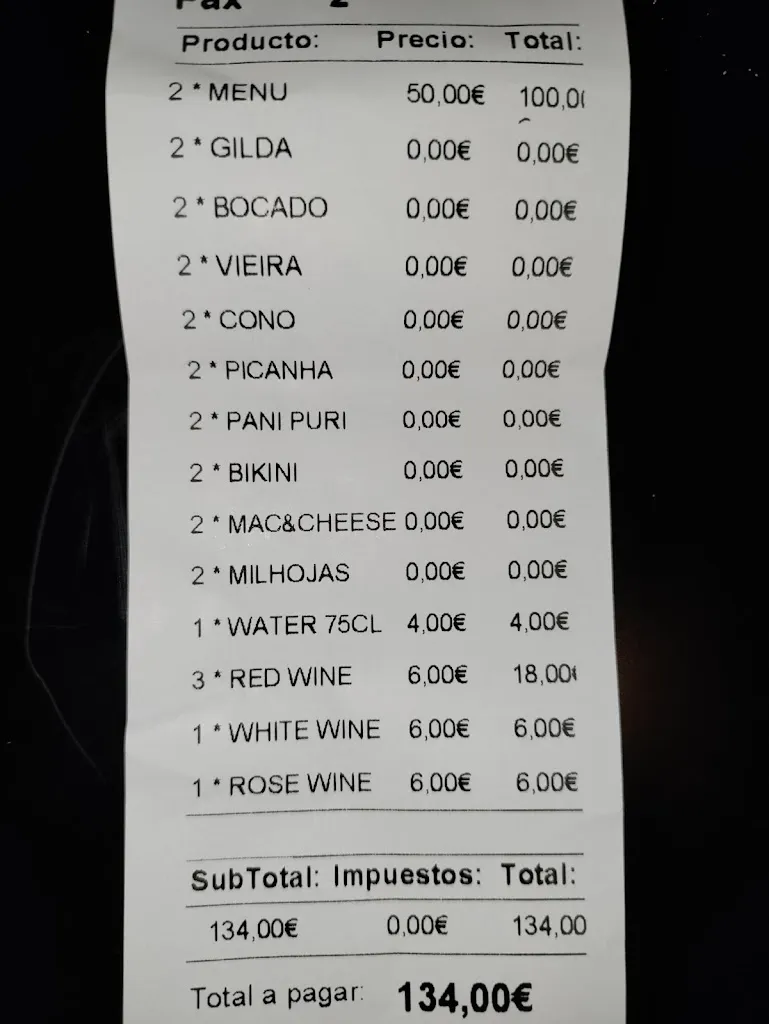 Pax 2
Producto: Precio: Total:
2 * MENU 50,00€ 100,0
2 * GILDA 0,00€ 0,00€
2 * BOCADO 0,00€ 0,00€
2 * VIEIRA 0,00€ 0,00€
2 * CONO 0,00€ 0,00€
2 * PICANHA 0,00€ 0,00€
2 * PANI PURI 0,00€ 0,00€
2 * BIKINI 0,00€ 0,00€
2 * MAC&CHEESE 0,00€ 0,00€
2 * MILHOJAS 0,00€ 0,00€
1 * WATER 75CL 4,00€ 4,00€
3 * RED WINE 6,00€ 18,00
1 * WHITE WINE 6,00€ 6,00€
1 * ROSE WINE 6,00€ 6,00€
SubTotal: Impuestos: Total:
134,00€ 0,00€ 134,00
Total a pagar: 134,00€